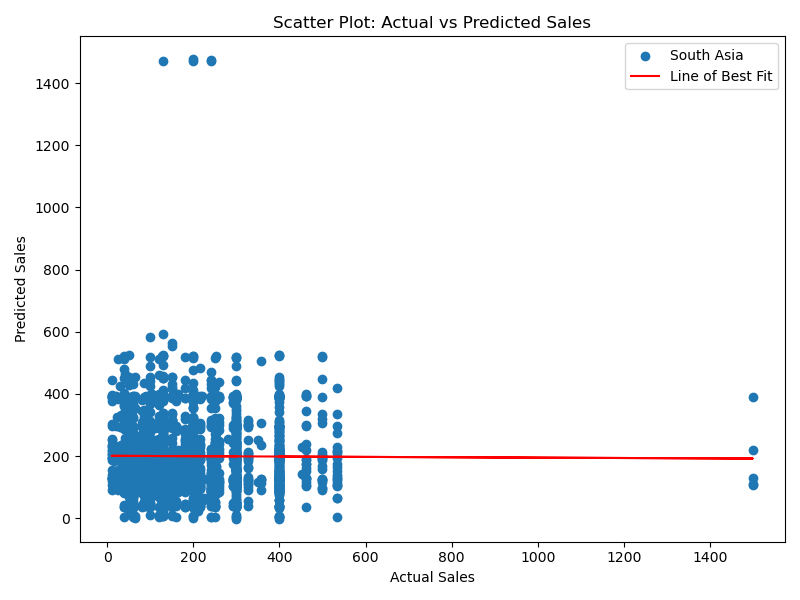 Scatter Plot: Actual vs Predicted Sales
South Asia
Line of Best Fit
1400
1200
1000
800
600
400
200
0
Predicted Sales
0 200 400 600 800 1000 1200 1400
Actual Sales